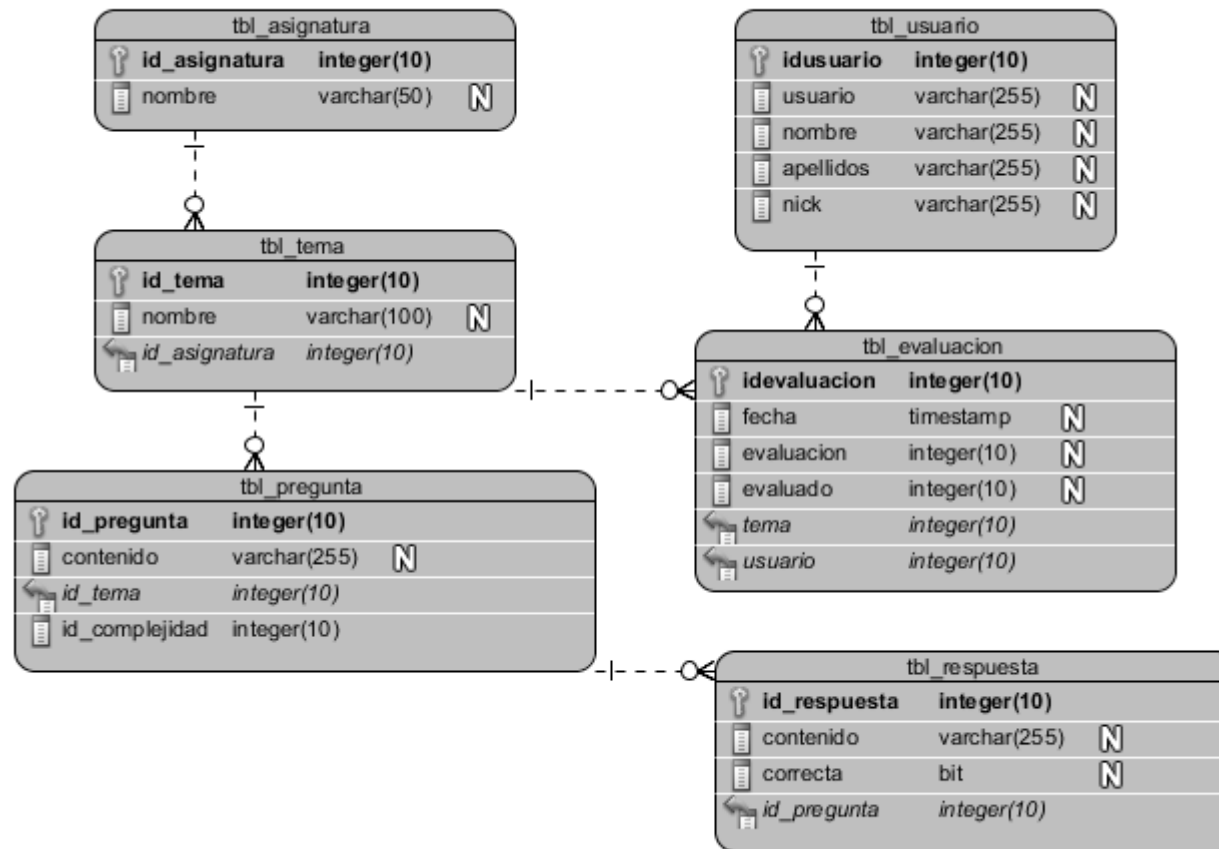 tbl_asignatura
id_asignatura integer(10)
nombre varchar(50) N
tbl_usuario
idusuario integer(10)
usuario varchar(255) N
nombre varchar(255) N
apellidos varchar(255) N
nick varchar(255) N
tbl_tema
id_tema integer(10)
nombre varchar(100) N
id_asignatura integer(10)
tbl_evaluacion
idevaluacion integer(10)
fecha timestamp N
evaluacion integer(10) N
evaluado integer(10) N
tema integer(10)
usuario integer(10)
tbl_pregunta
id_pregunta integer(10)
contenido varchar(255) N
id_tema integer(10)
id_complejidad integer(10)
tbl_respuesta
id_respuesta integer(10)
contenido varchar(255) N
correcta bit N
id_pregunta integer(10)